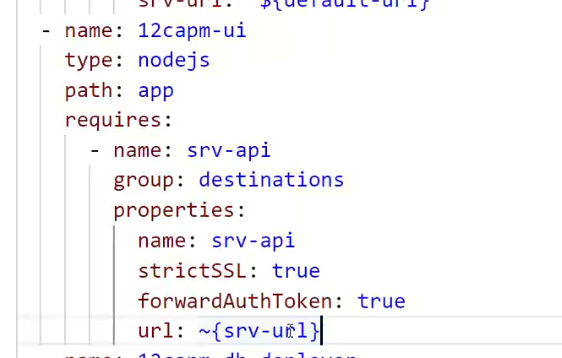 srv-url: ${default-url}
- name: 12capm-ui
type: nodejs
path: app
requires:
- name: srv-api
group: destinations
properties:
name: srv-api
strictSSL: true
forwardAuthToken: true
url: ~{srv-url}
name: 12capm-db-deployer